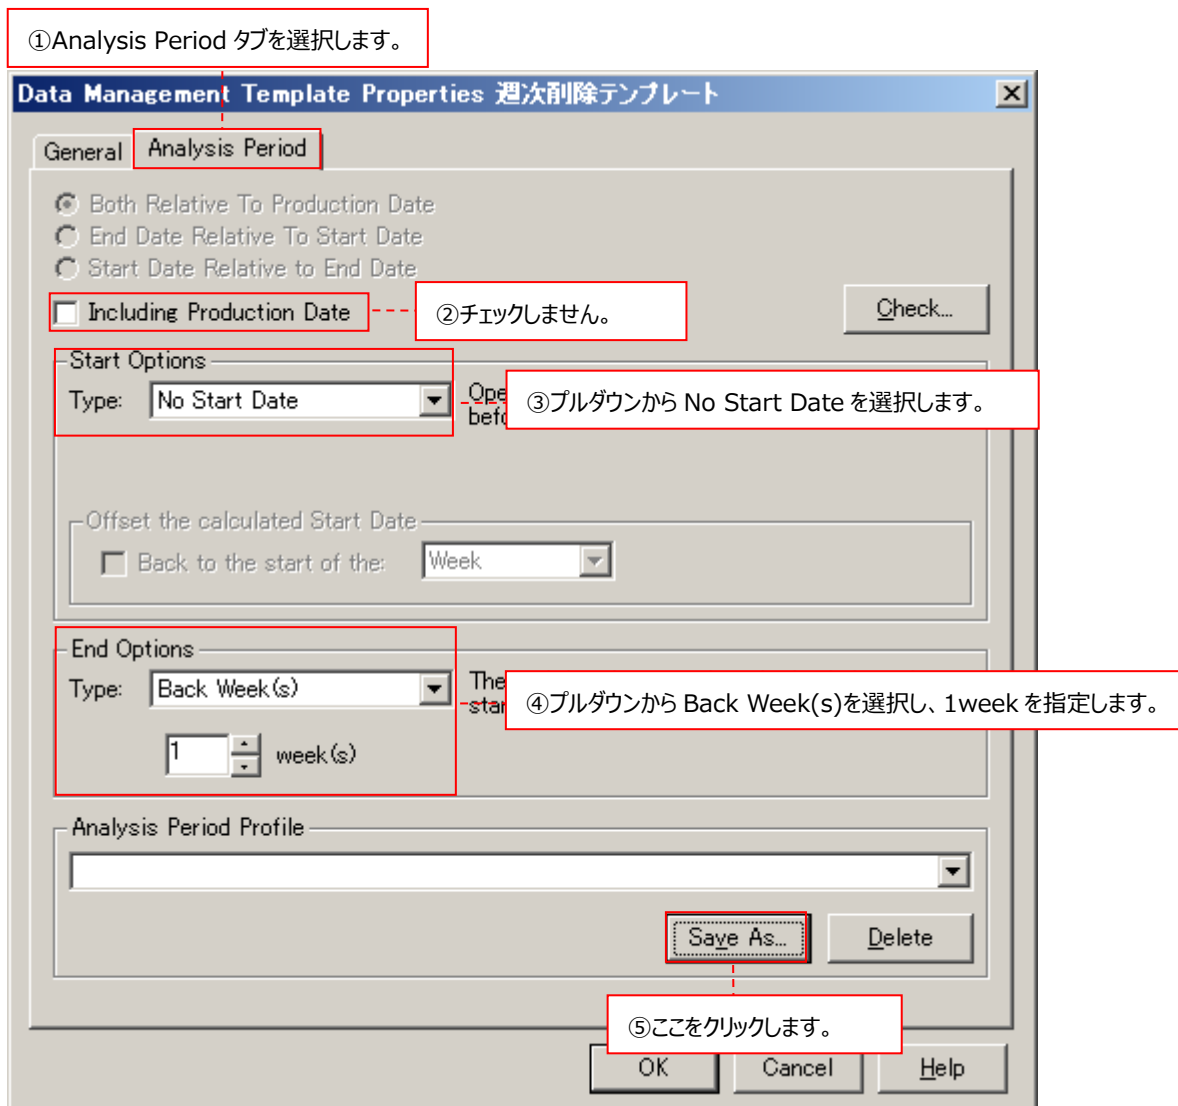 ①Analysis Period タブを選択します。
Data Management Template Properties 週次削除テンプレート
General Analysis Period
Both Relative To Production Date
End Date Relative To Start Date
Start Date Relative to End Date
Including Production Date
②チェックしません。
Check...
Start Options
Type: No Start Date
③プルダウンから No Start Date を選択します。
Offset the calculated Start Date
Back to the start of the: Week
End Options
Type: Back Week(s)
The
④プルダウンから Back Week(s)を選択し、1week を指定します。
1 week(s)
Analysis Period Profile
Save As... Delete
⑤ここをクリックします。
OK Cancel Help